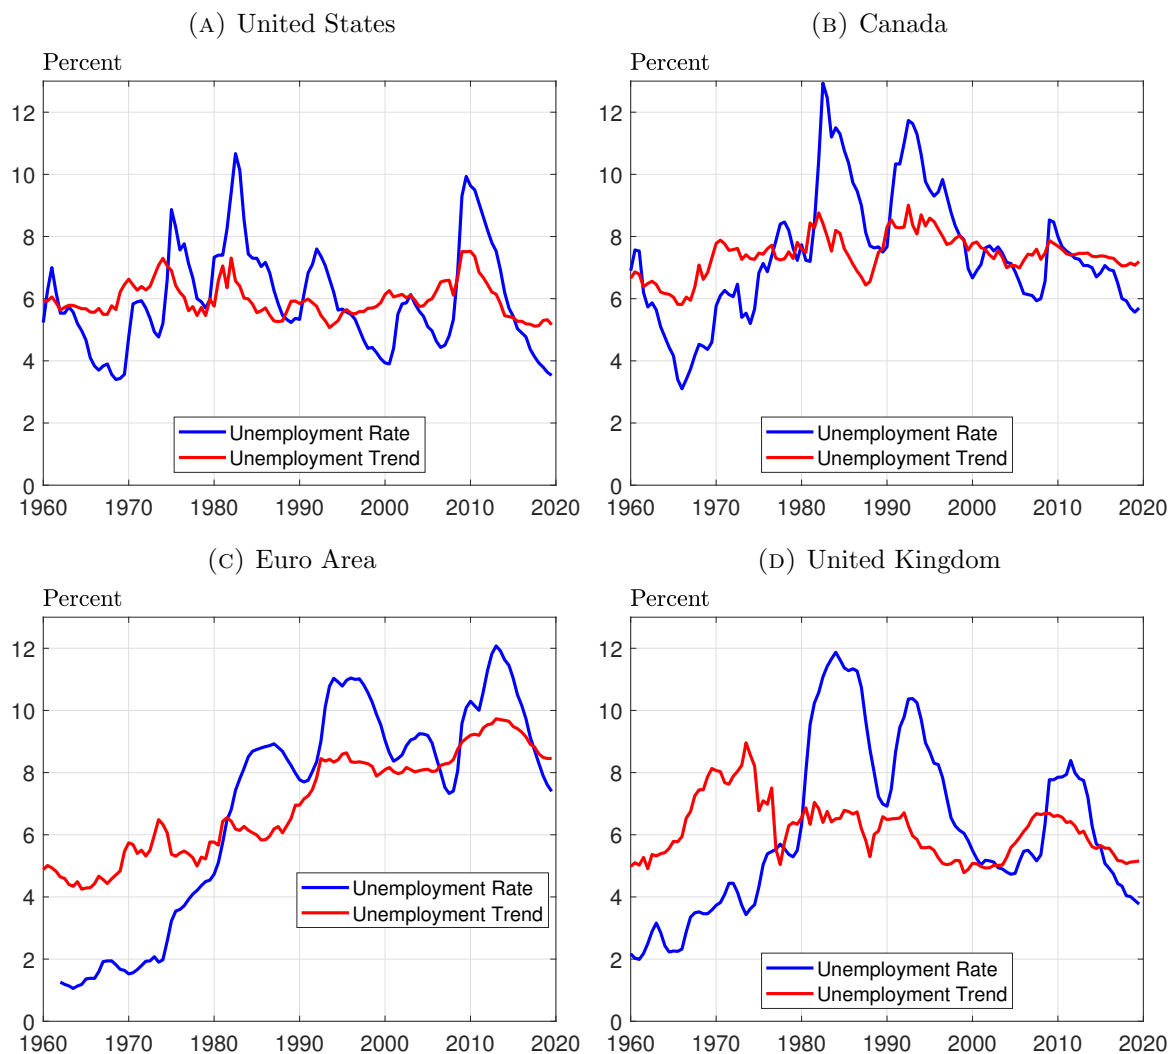 (A) United States
Percent
12
10
8
6
4
2
0
Unemployment Rate
Unemployment Trend
1960 1970 1980 1990 2000 2010 2020
(B) Canada
Percent
12
10
8
6
4
2
0
Unemployment Rate
Unemployment Trend
1960 1970 1980 1990 2000 2010 2020
(C) Euro Area
Percent
12
10
8
6
4
2
0
Unemployment Rate
Unemployment Trend
1960 1970 1980 1990 2000 2010 2020
(D) United Kingdom
Percent
12
10
8
6
4
2
0
Unemployment Rate
Unemployment Trend
1960 1970 1980 1990 2000 2010 2020